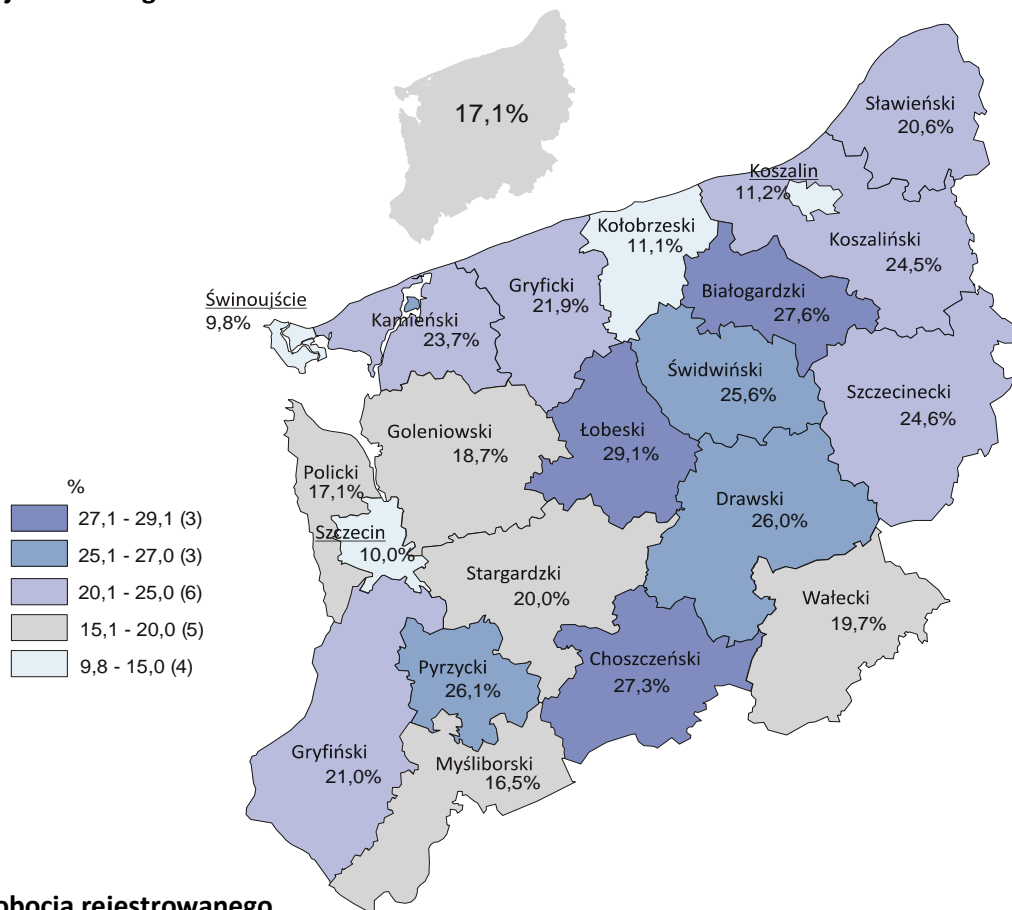 17,1%
Sławieński
20,6%
Koszalin
11,2%
Kołobrzeski
11,1%
Koszaliński
24,5%
Gryficki
21,9%
Białogardzki
27,6%
Świnoujście
9,8%
Kamieński
23,7%
Świdwiński
25,6%
Szczecinecki
24,6%
Goleniowski
18,7%
Łobeski
29,1%
Policki
17,1%
Drawski
26,0%
Szczecin
10,0%
Stargardzki
20,0%
Wałecki
19,7%
Pyrzycki
26,1%
Choszczeński
27,3%
Gryfiński
21,0%
Myśliborski
16,5%
%
27,1 - 29,1 (3)
25,1 - 27,0 (3)
20,1 - 25,0 (6)
15,1 - 20,0 (5)
9,8 - 15,0 (4)
obocia rejestrowanego